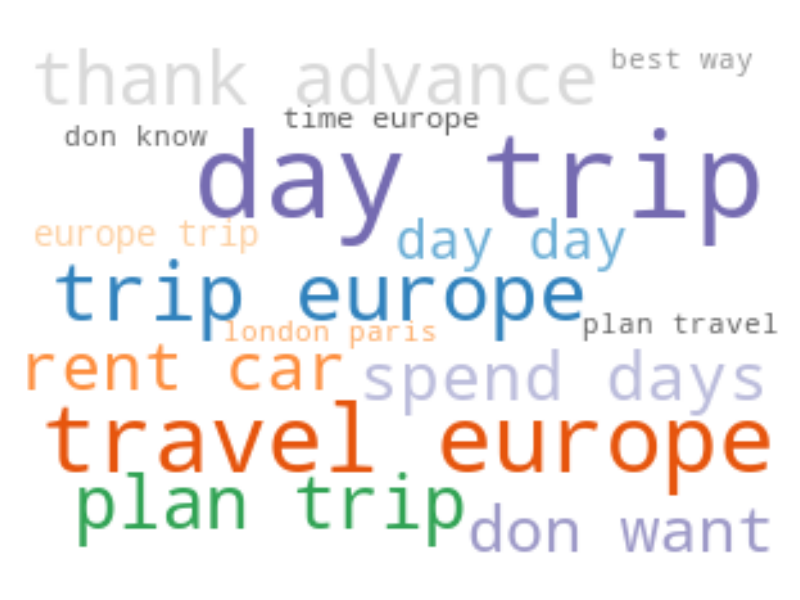 thank advance
best way
time europe
don know
day trip
europe trip
day day
trip europe
london paris
plan travel
rent car
spend days
travel europe
plan trip
don want